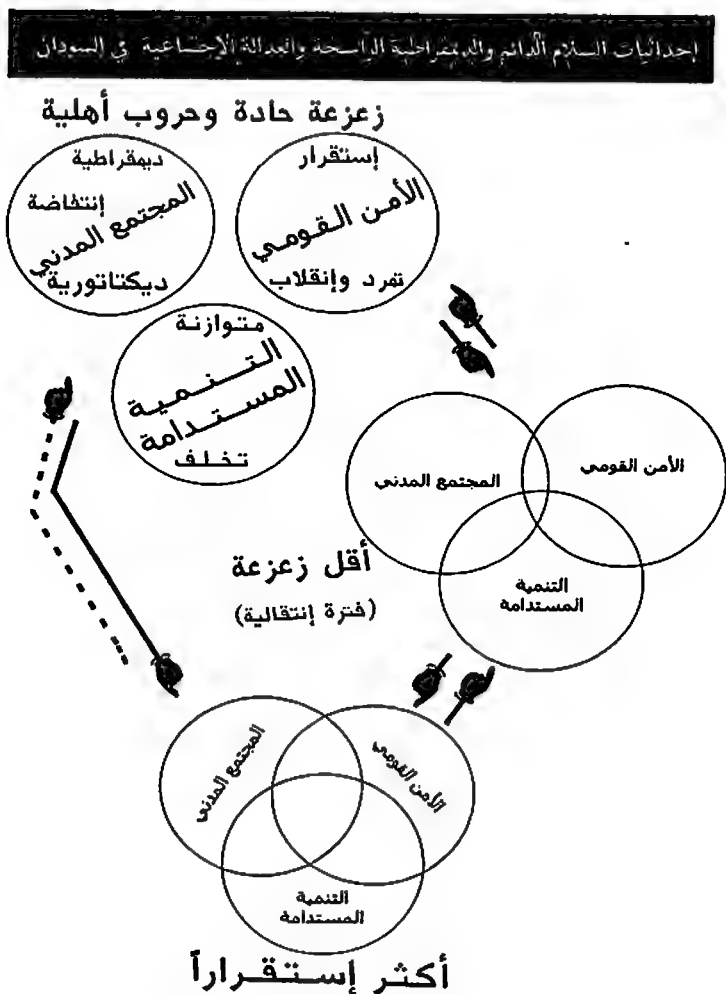 إحداثيات السلام الدائم والديمقراطية الراسخة والعدالة الإجتماعية في السودان
زعزعة حادة وحروب أهلية
إستقرار
الأمن القومي
تمرد وإنقلاب
ديمقراطية
إنتفاضة
المجتمع المدني
ديكتاتورية
متوازنة
التنمية
المستدامة
تخلف
الأمن القومي
المجتمع المدني
التنمية
المستدامة
أقل زعزعة
(فترة إنتقالية)
الأمن القومي
المجتمع المدني
التنمية
المستدامة
أكثر إستقراراً